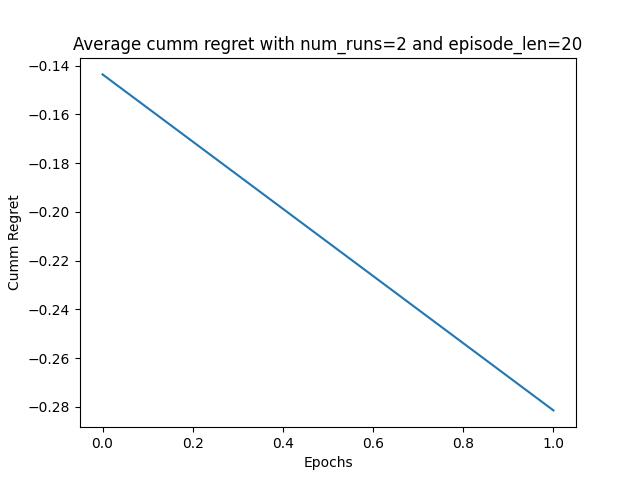 Average cumm regret with num_runs=2 and episode_len=20
−0.14
−0.16
−0.18
−0.20
−0.22
−0.24
−0.26
−0.28
Cumm Regret
0.0 0.2 0.4 0.6 0.8 1.0
Epochs